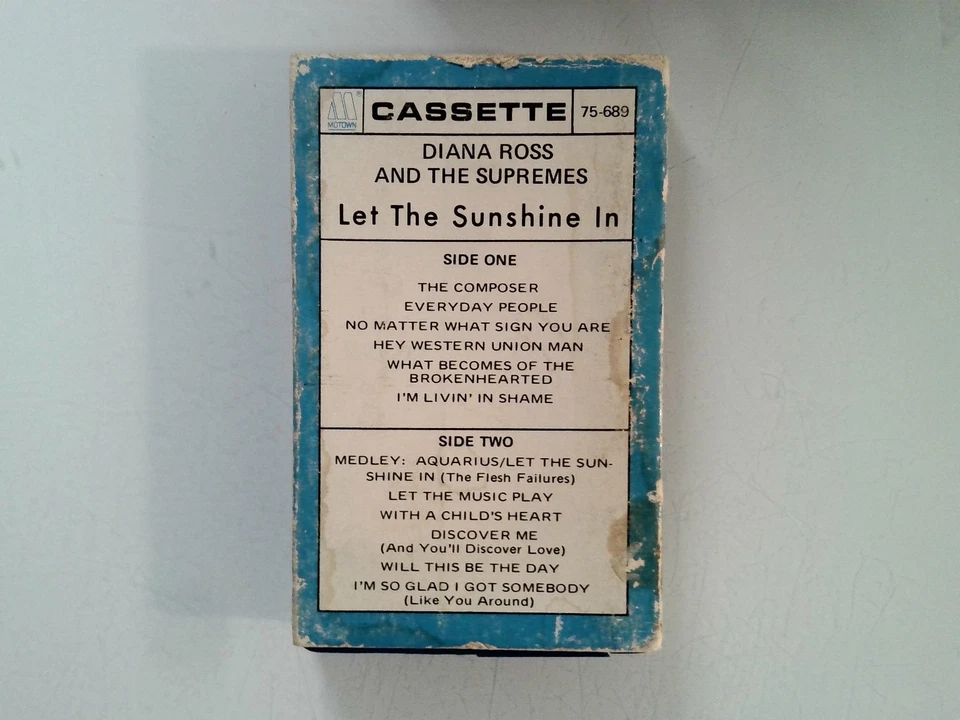 MOTOWN ®
CASSETTE
75-689
DIANA ROSS
AND THE SUPREMES
Let The Sunshine In
SIDE ONE
THE COMPOSER
EVERYDAY PEOPLE
NO MATTER WHAT SIGN YOU ARE
HEY WESTERN UNION MAN
WHAT BECOMES OF THE
BROKENHEARTED
I'M LIVIN' IN SHAME
SIDE TWO
MEDLEY: AQUARIUS/LET THE SUN-
SHINE IN (The Flesh Failures)
LET THE MUSIC PLAY
WITH A CHILD'S HEART
DISCOVER ME
(And You'll Discover Love)
WILL THIS BE THE DAY
I'M SO GLAD I GOT SOMEBODY
(Like You Around)